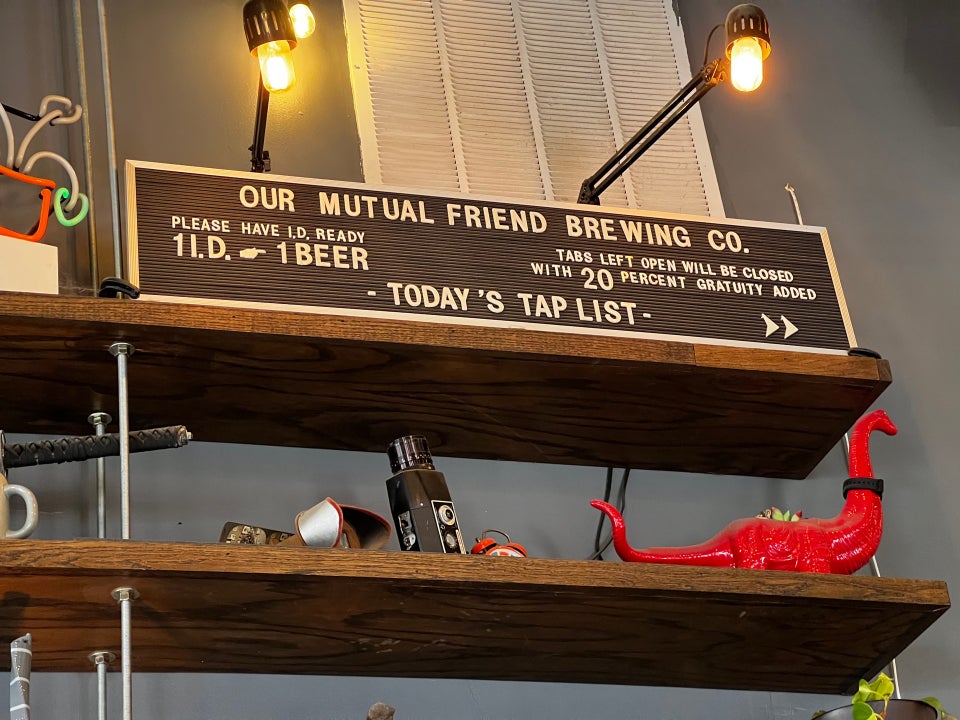 OUR MUTUAL FRIEND BREWING CO.
PLEASE HAVE I.D. READY
1 I.D. ☛ 1 BEER
TABS LEFT OPEN WILL BE CLOSED
WITH 20 PERCENT GRATUITY ADDED
- TODAY'S TAP LIST -